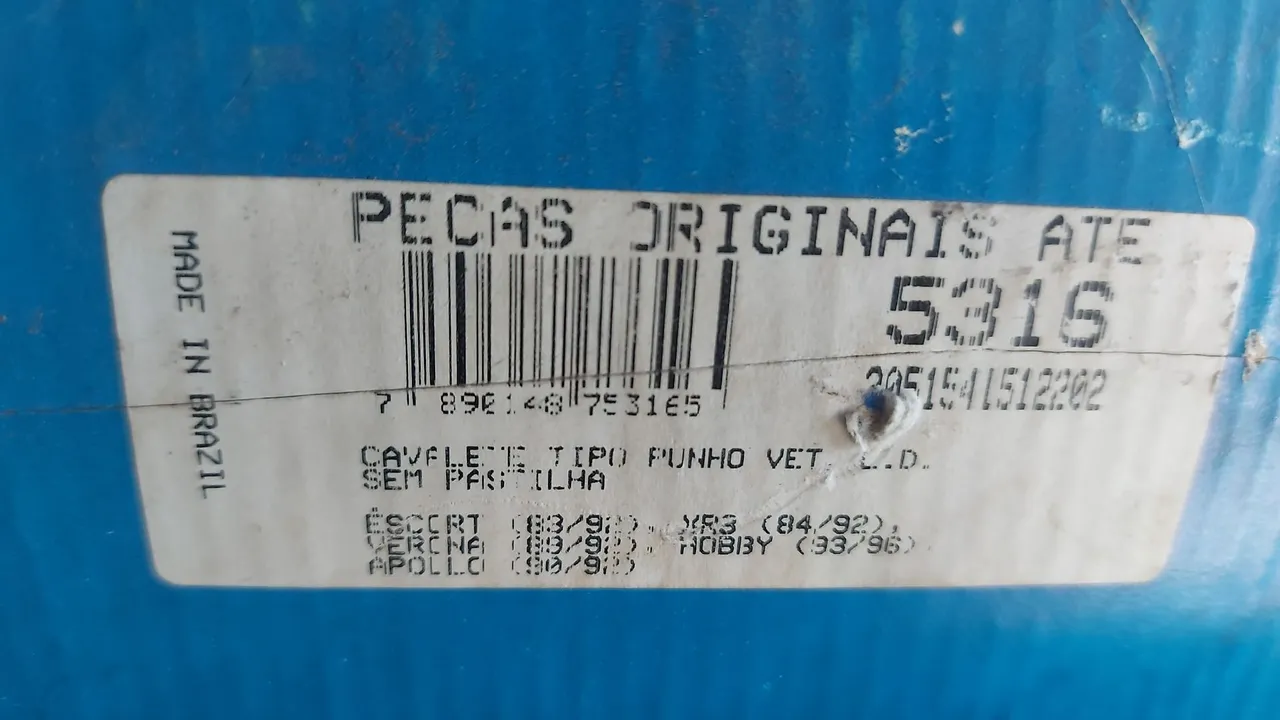 MADE IN BRAZIL
PECAS ORIGINAIS ATE
5316
7 890148 753165
CAVALETE TIPO PUNHO VET. L.D.
SEM PASTILHA
ESCORT (83/92), XR3 (84/92),
VERONA (89/92), HOBBY (93/96)
APOLLO (90/92)